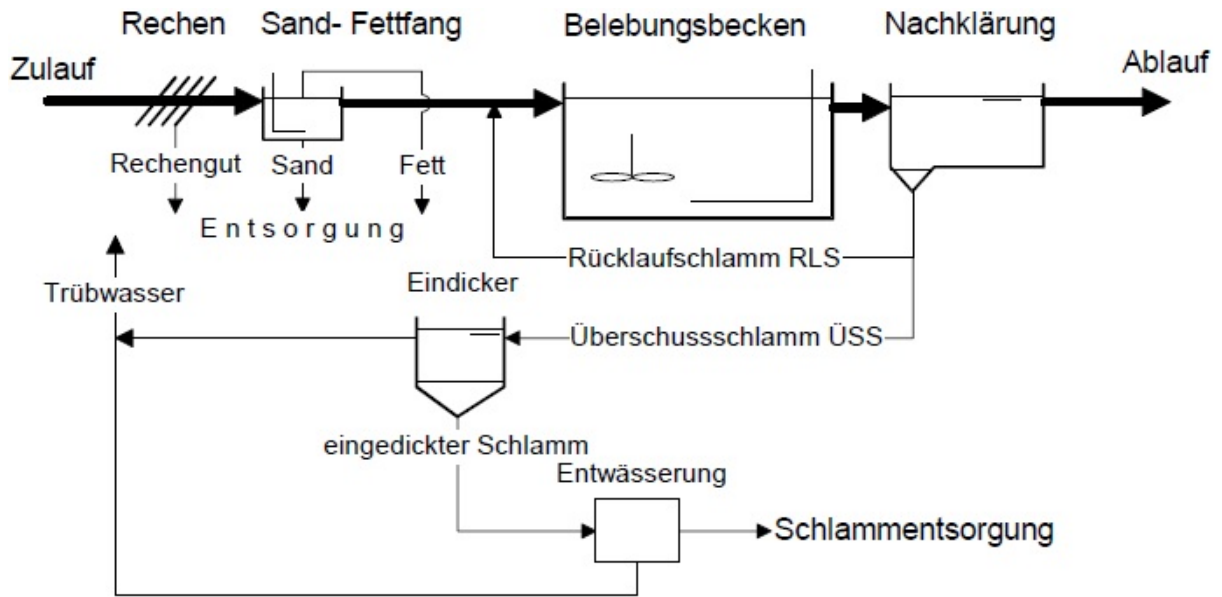 Rechen
Sand- Fettfang
Belebungsbecken
Nachklärung
Zulauf
Ablauf
Rechengut
Sand
Fett
Entsorgung
Rücklaufschlamm RLS
Trübwasser
Eindicker
Überschussschlamm ÜSS
eingedickter Schlamm
Entwässerung
Schlammentsorgung